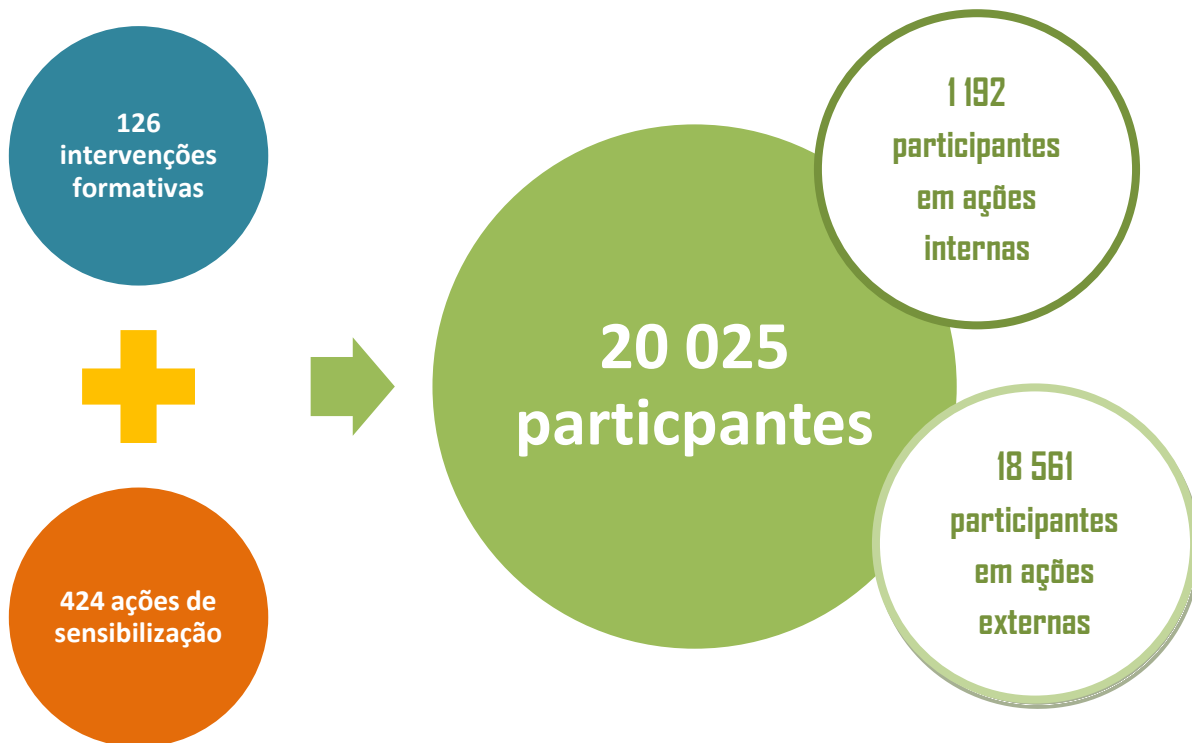 126
intervenções
formativas
424 ações de
sensibilização
20 025
particpantes
1 192
participantes
em ações
internas
18 561
participantes
em ações
externas